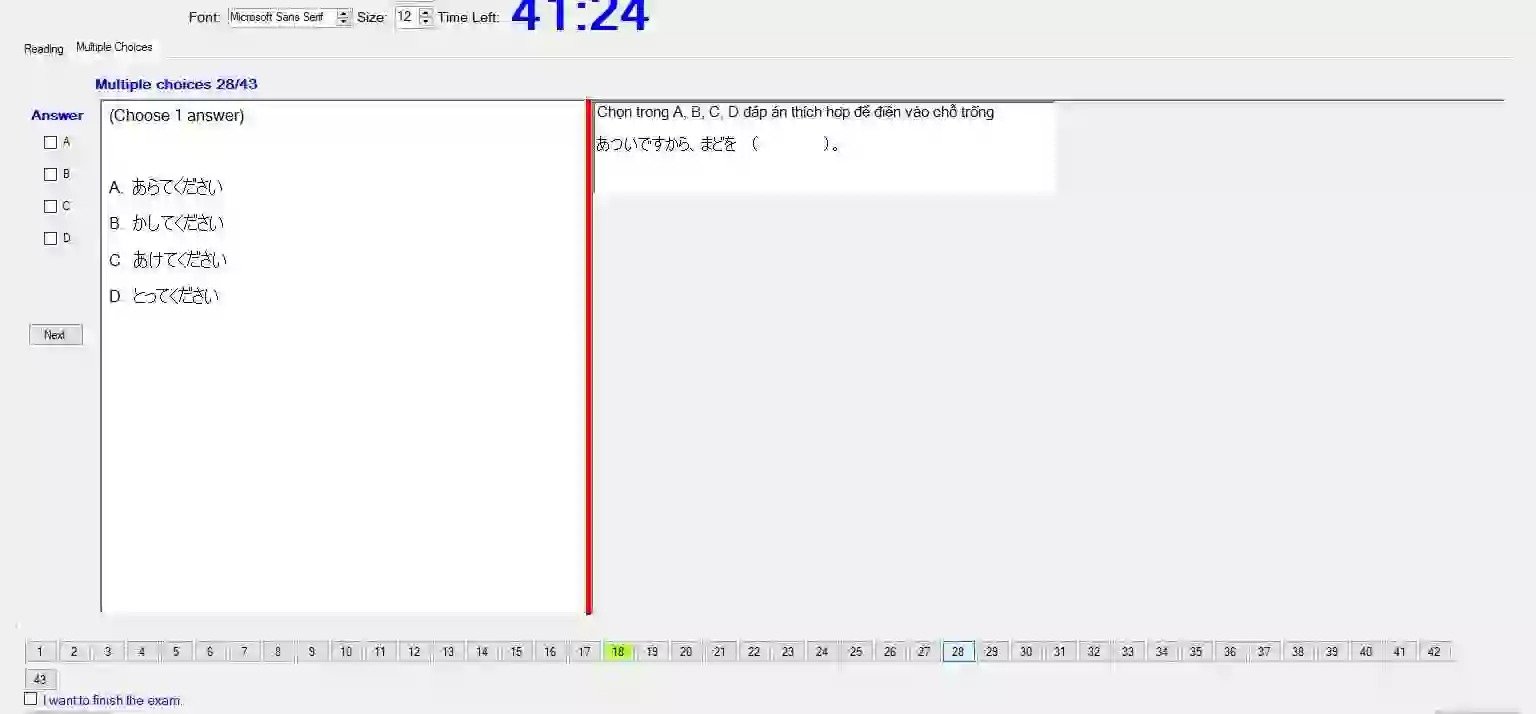 Font: Microsoft Sans Serif Size: 12 Time Left: 41:24
Reading Multiple Choices
Multiple choices 28/43
Answer
A
B
C
D
Next
(Choose 1 answer)
A. あらてください
B. かしてください
C あけてください
D. とってください
Chọn trong A, B, C, D đáp án thích hợp để điền vào chỗ trống
あついですから、まどを ( )。
1 2 3 4 5 6 7 8 9 10 11 12 13 14 15 16 17 18 19 20 21 22 23 24 25 26 27 28 29 30 31 32 33 34 35 36 37 38 39 40 41 42
43
I want to finish the exam.